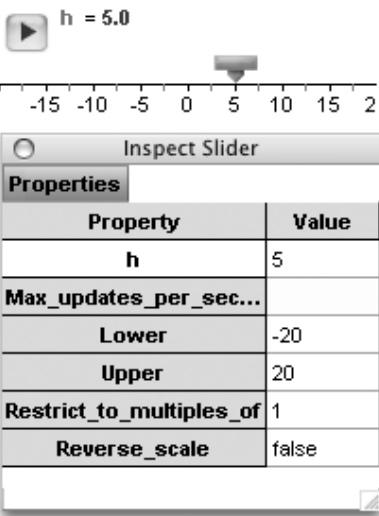 h = 5.0
-15 -10 -5 0 5 10 15 2
Inspect Slider
Properties
Property Value
h 5
Max_updates_per_sec...
Lower -20
Upper 20
Restrict_to_multiples_of 1
Reverse_scale false